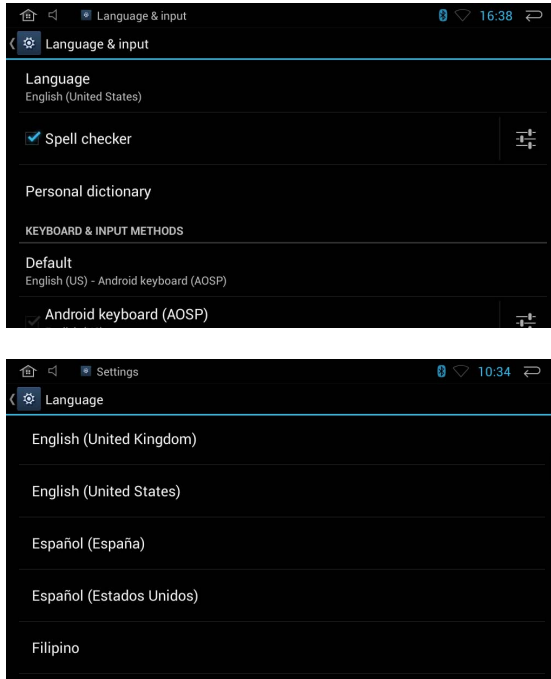 Language & input
16:38
Language & input
Language
English (United States)
Spell checker
Personal dictionary
KEYBOARD & INPUT METHODS
Default
English (US) - Android keyboard (AOSP)
Android keyboard (AOSP)
Settings
10:34
Language
English (United Kingdom)
English (United States)
Español (España)
Español (Estados Unidos)
Filipino